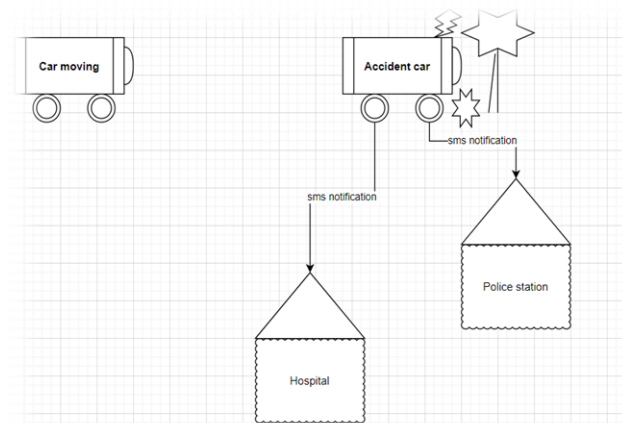 Car moving
Accident car
sms notification
sms notification
Police station
Hospital